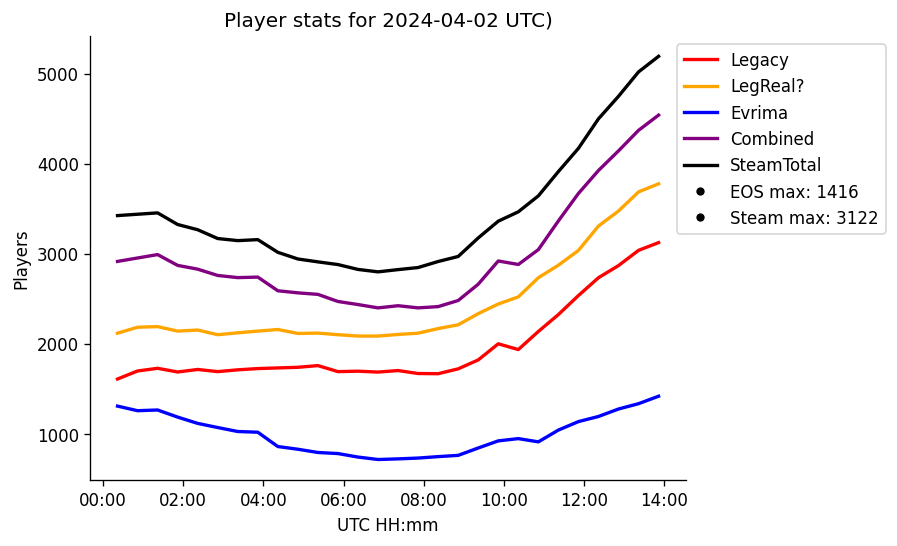 Player stats for 2024-04-02 UTC)
Legacy
LegReal?
Evrima
Combined
SteamTotal
EOS max: 1416
Steam max: 3122
5000
4000
3000
2000
1000
Players
00:00 02:00 04:00 06:00 08:00 10:00 12:00 14:00
UTC HH:mm